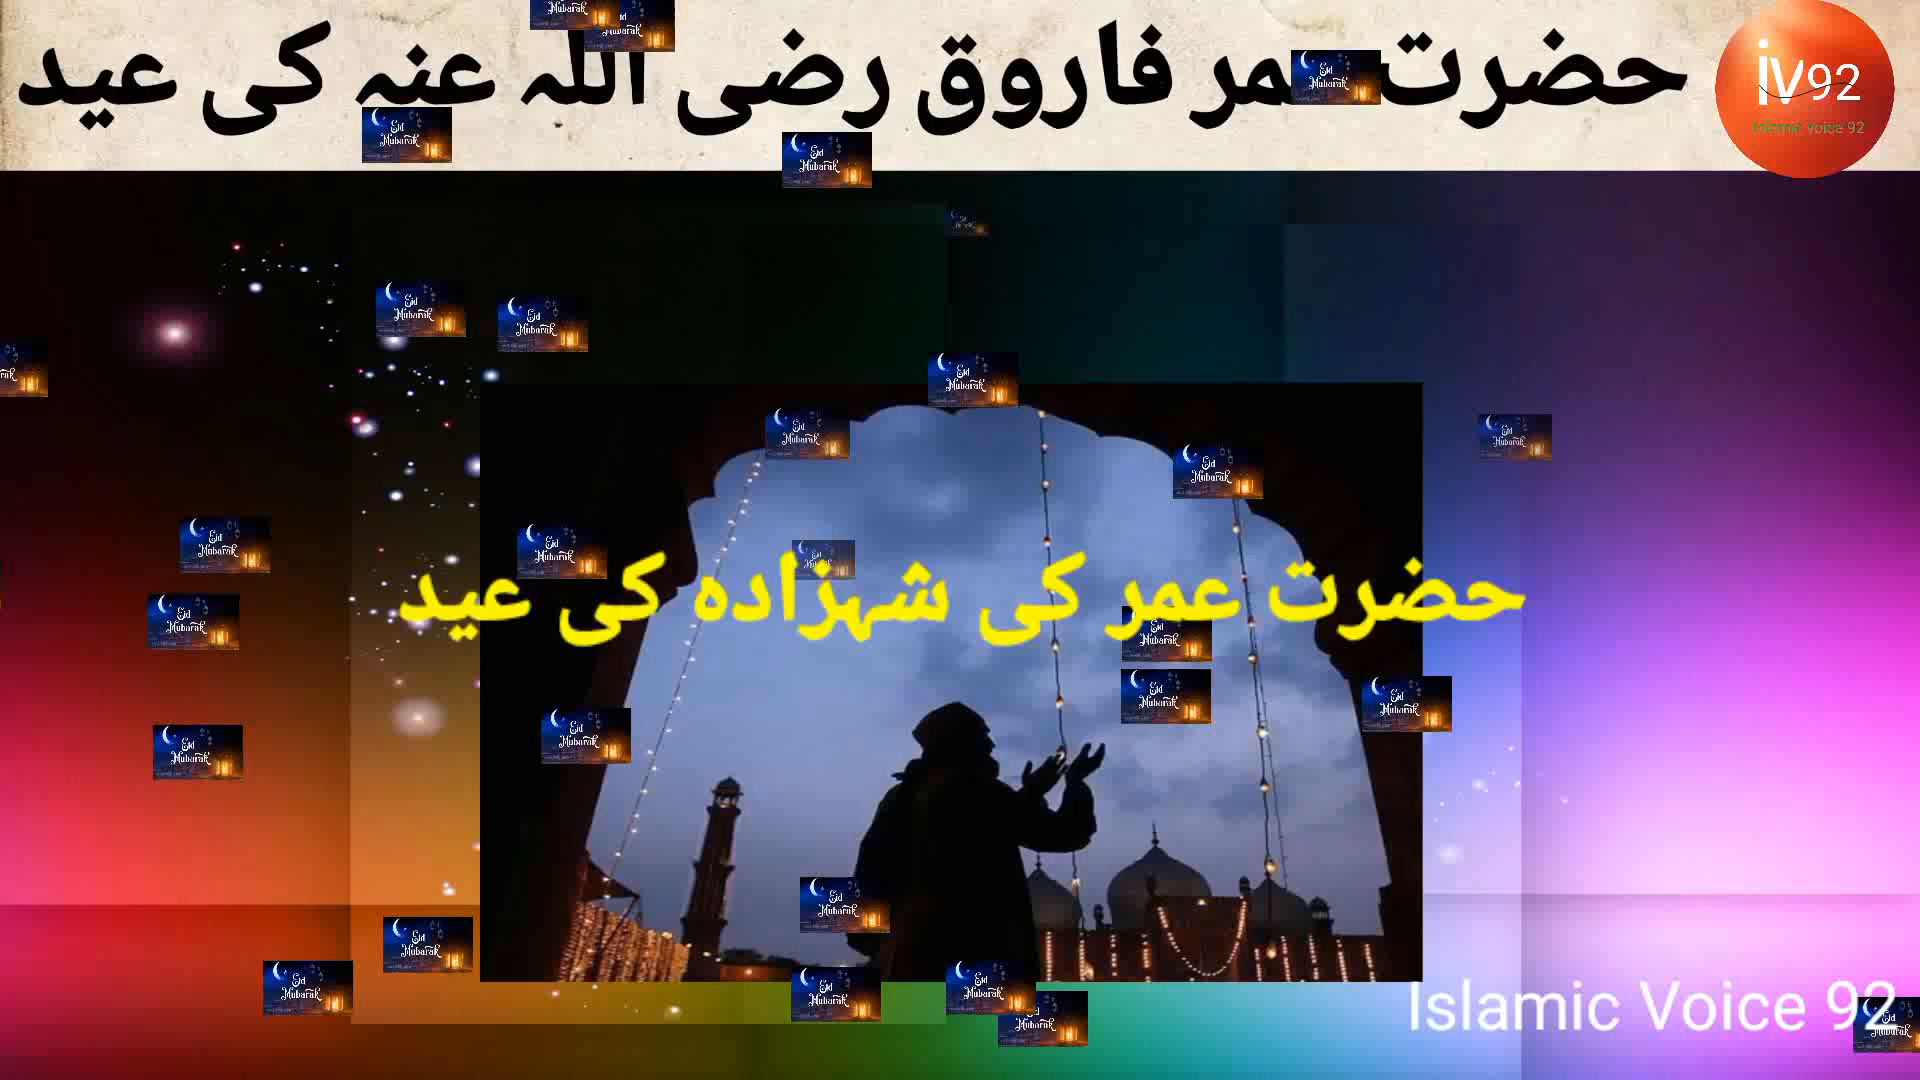 حضرت عمر فاروق رضی اللہ عنہ کی عید
iv92
Islamic voice 92
حضرت عمر کی شہزادہ کی عید
Eid Mubarak
Islamic Voice 92